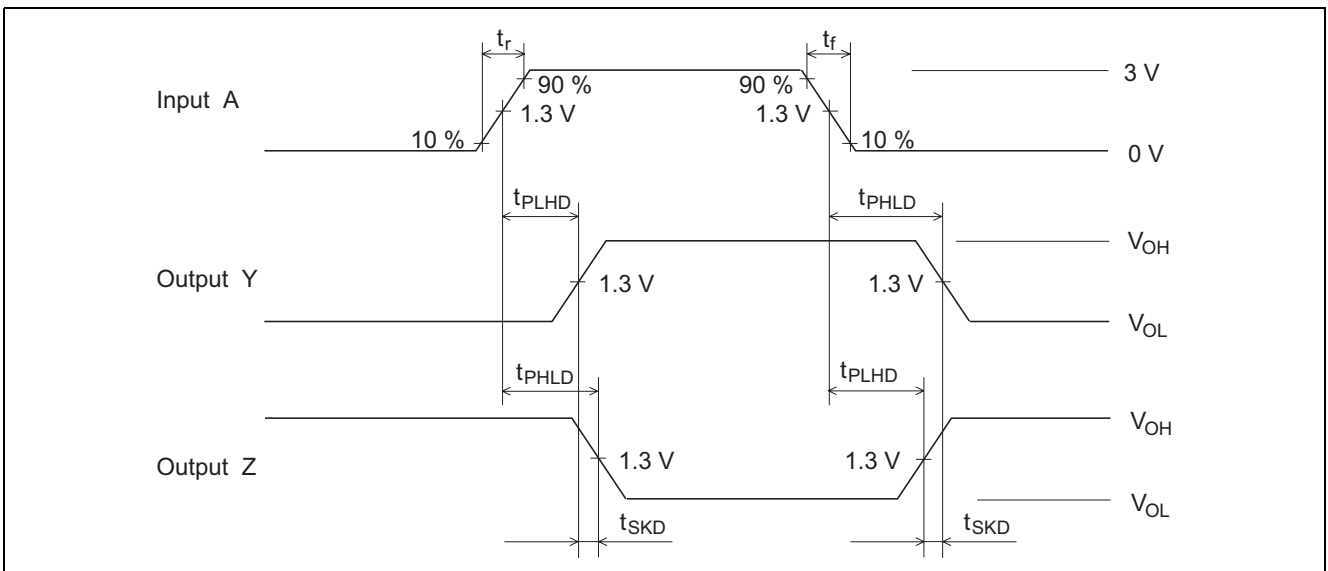 tr tf
3 V
90 % 90 %
Input A
1.3 V 1.3 V
10 % 10 %
0 V
tPLHD tPHLD
VOH
Output Y
1.3 V 1.3 V
VOL
tPHLD tPLHD
VOH
Output Z
1.3 V 1.3 V
VOL
tSKD tSKD